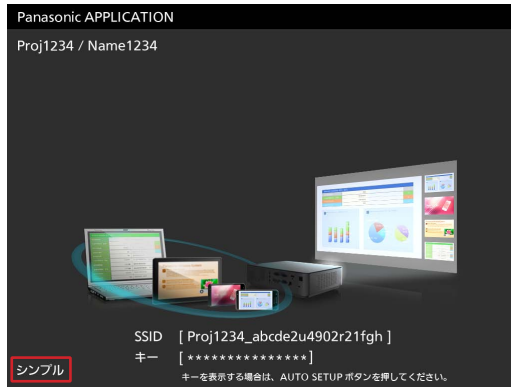 Panasonic APPLICATION
Proj1234 / Name1234
SSID [ Proj1234_abcde2u4902r21fgh ]
キー [ *************** ]
シンプル
キーを表示する場合は、AUTO SETUP ボタンを押してください。